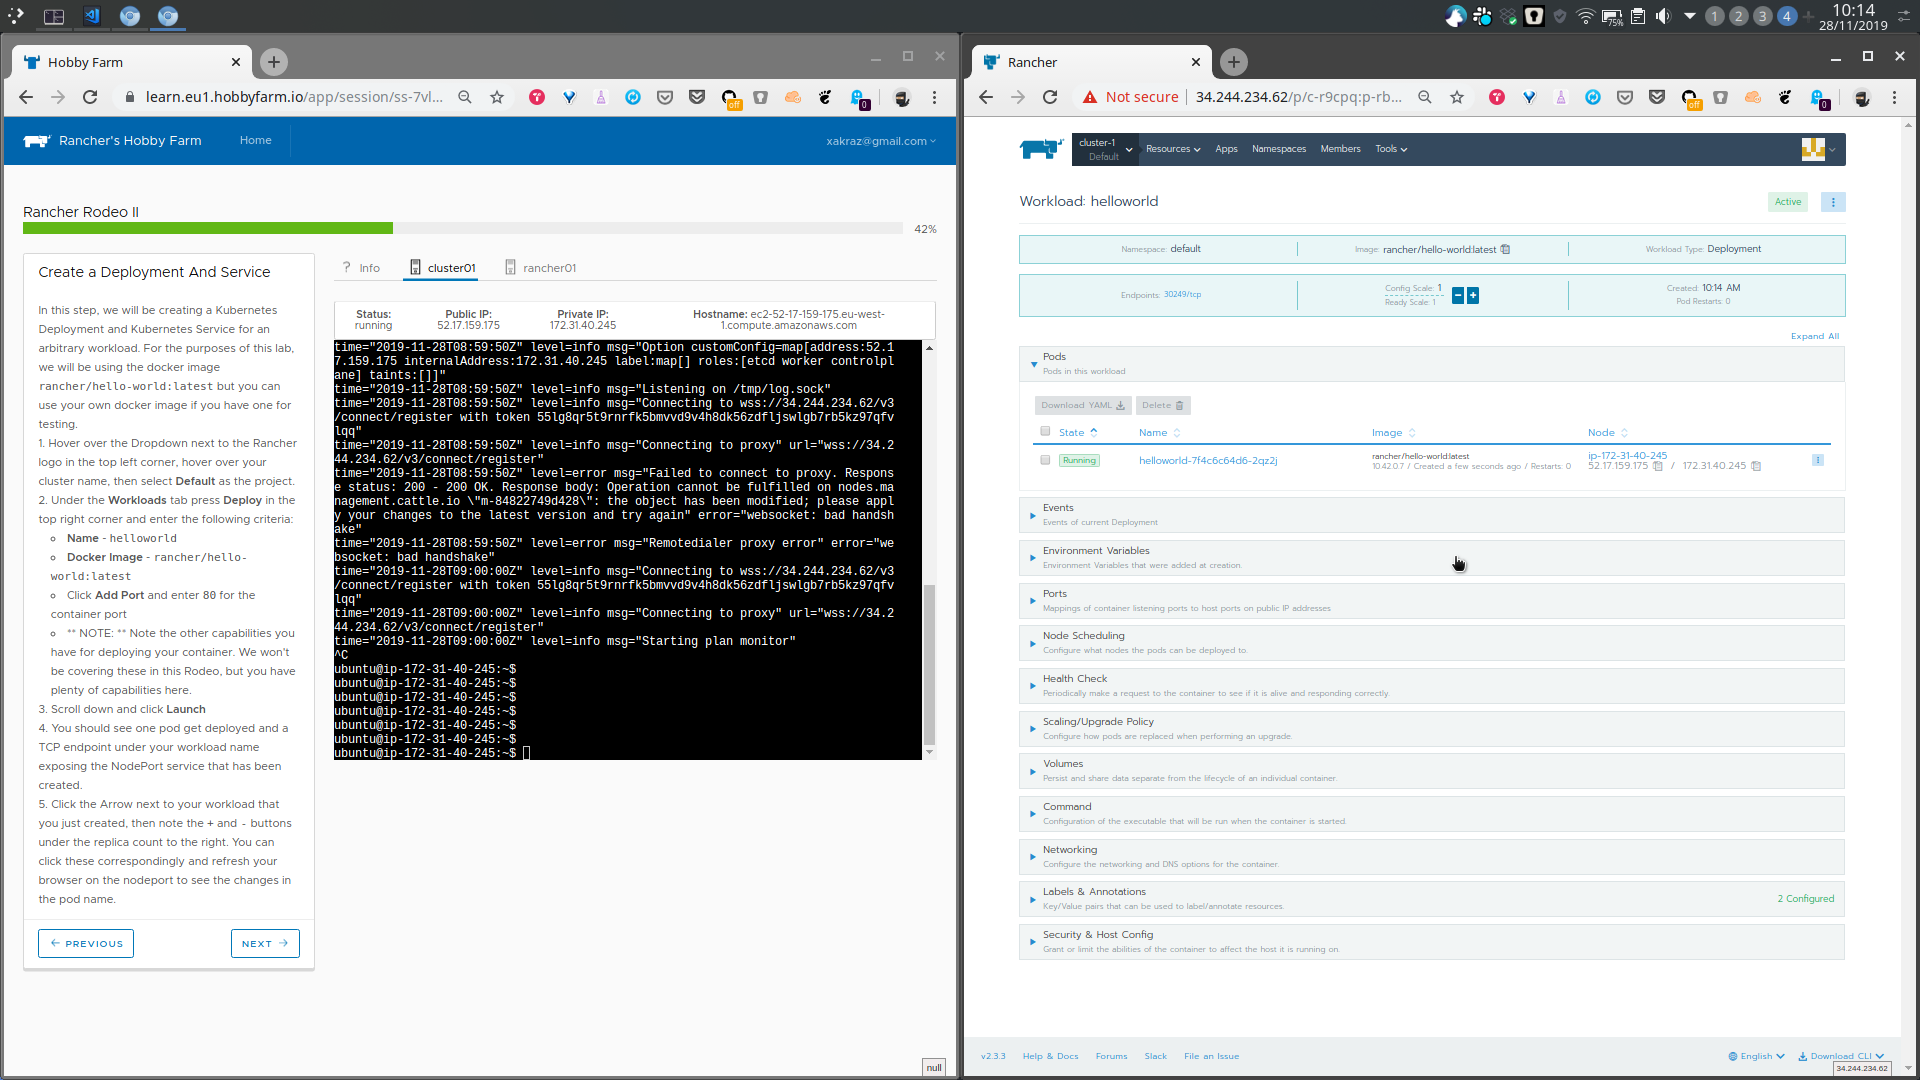 75%
1
2
3
4
10:14
28/11/2019
Hobby Farm
learn.eu1.hobbyfarm.io/app/session/ss-7vl...
off
0
Rancher's Hobby Farm
Home
xakraz@gmail.com
Rancher Rodeo II
42%
Create a Deployment And Service
In this step, we will be creating a Kubernetes
Deployment and Kubernetes Service for an
arbitrary workload. For the purposes of this lab,
we will be using the docker image
rancher/hello-world:latest but you can
use your own docker image if you have one for
testing.
1. Hover over the Dropdown next to the Rancher
logo in the top left corner, hover over your
cluster name, then select Default as the project.
2. Under the Workloads tab press Deploy in the
top right corner and enter the following criteria:
Name - helloworld
Docker Image - rancher/hello-
world:latest
Click Add Port and enter 80 for the
container port
** NOTE: ** Note the other capabilities you
have for deploying your container. We won't
be covering these in this Rodeo, but you have
plenty of capabilities here.
3. Scroll down and click Launch
4. You should see one pod get deployed and a
TCP endpoint under your workload name
exposing the NodePort service that has been
created.
5. Click the Arrow next to your workload that
you just created, then note the + and - buttons
under the replica count to the right. You can
click these correspondingly and refresh your
browser on the nodeport to see the changes in
the pod name.
← PREVIOUS
NEXT →
? Info
cluster01
rancher01
Status:
running
Public IP:
52.17.159.175
Private IP:
172.31.40.245
Hostname: ec2-52-17-159-175.eu-west-
1.compute.amazonaws.com
time="2019-11-28T08:59:50Z" level=info msg="Option customConfig=map[address:52.1
7.159.175 internalAddress:172.31.40.245 label:map[] roles:[etcd worker controlpl
ane] taints:[]]"
time="2019-11-28T08:59:50Z" level=info msg="Listening on /tmp/log.sock"
time="2019-11-28T08:59:50Z" level=info msg="Connecting to wss://34.244.234.62/v3
/connect/register with token 55lg8qr5t9rnrfk5bmvvd9v4h8dk56zdfljswlgb7rb5kz97qfv
lqq"
time="2019-11-28T08:59:50Z" level=info msg="Connecting to proxy" url="wss://34.2
44.234.62/v3/connect/register"
time="2019-11-28T08:59:50Z" level=error msg="Failed to connect to proxy. Respons
e status: 200 - 200 OK. Response body: Operation cannot be fulfilled on nodes.ma
nagement.cattle.io \"m-84822749d428\": the object has been modified; please appl
y your changes to the latest version and try again" error="websocket: bad handsh
ake"
time="2019-11-28T08:59:50Z" level=error msg="Remotedialer proxy error" error="we
bsocket: bad handshake"
time="2019-11-28T09:00:00Z" level=info msg="Connecting to wss://34.244.234.62/v3
/connect/register with token 55lg8qr5t9rnrfk5bmvvd9v4h8dk56zdfljswlgb7rb5kz97qfv
lqq"
time="2019-11-28T09:00:00Z" level=info msg="Connecting to proxy" url="wss://34.2
44.234.62/v3/connect/register"
time="2019-11-28T09:00:00Z" level=info msg="Starting plan monitor"
^C
ubuntu@ip-172-31-40-245:~$
ubuntu@ip-172-31-40-245:~$
ubuntu@ip-172-31-40-245:~$
ubuntu@ip-172-31-40-245:~$
ubuntu@ip-172-31-40-245:~$
ubuntu@ip-172-31-40-245:~$
ubuntu@ip-172-31-40-245:~$
null
Rancher
Not secure
34.244.234.62/p/c-r9cpq:p-rb...
off
0
cluster-1
Default
Resources
Apps
Namespaces
Members
Tools
Workload: helloworld
Active
Namespace: default
Image: rancher/hello-world:latest
Workload Type: Deployment
Endpoints: 30249/tcp
Config Scale: 1
Ready Scale: 1
Created: 10:14 AM
Pod Restarts: 0
Expand All
Pods
Pods in this workload
Download YAML
Delete
State
Name
Image
Node
Running
helloworld-7f4c6c64d6-2qz2j
rancher/hello-world:latest
10.42.0.7 / Created a few seconds ago / Restarts: 0
ip-172-31-40-245
52.17.159.175 / 172.31.40.245
Events
Events of current Deployment
Environment Variables
Environment Variables that were added at creation.
Ports
Mappings of container listening ports to host ports on public IP addresses
Node Scheduling
Configure what nodes the pods can be deployed to.
Health Check
Periodically make a request to the container to see if it is alive and responding correctly.
Scaling/Upgrade Policy
Configure how pods are replaced when performing an upgrade.
Volumes
Persist and share data separate from the lifecycle of an individual container.
Command
Configuration of the executable that will be run when the container is started.
Networking
Configure the networking and DNS options for the container.
Labels & Annotations
Key/Value pairs that can be used to label/annotate resources.
2 Configured
Security & Host Config
Grant or limit the abilities of the container to affect the host it is running on.
v2.3.3
Help & Docs
Forums
Slack
File an Issue
English
Download CLI
34.244.234.62